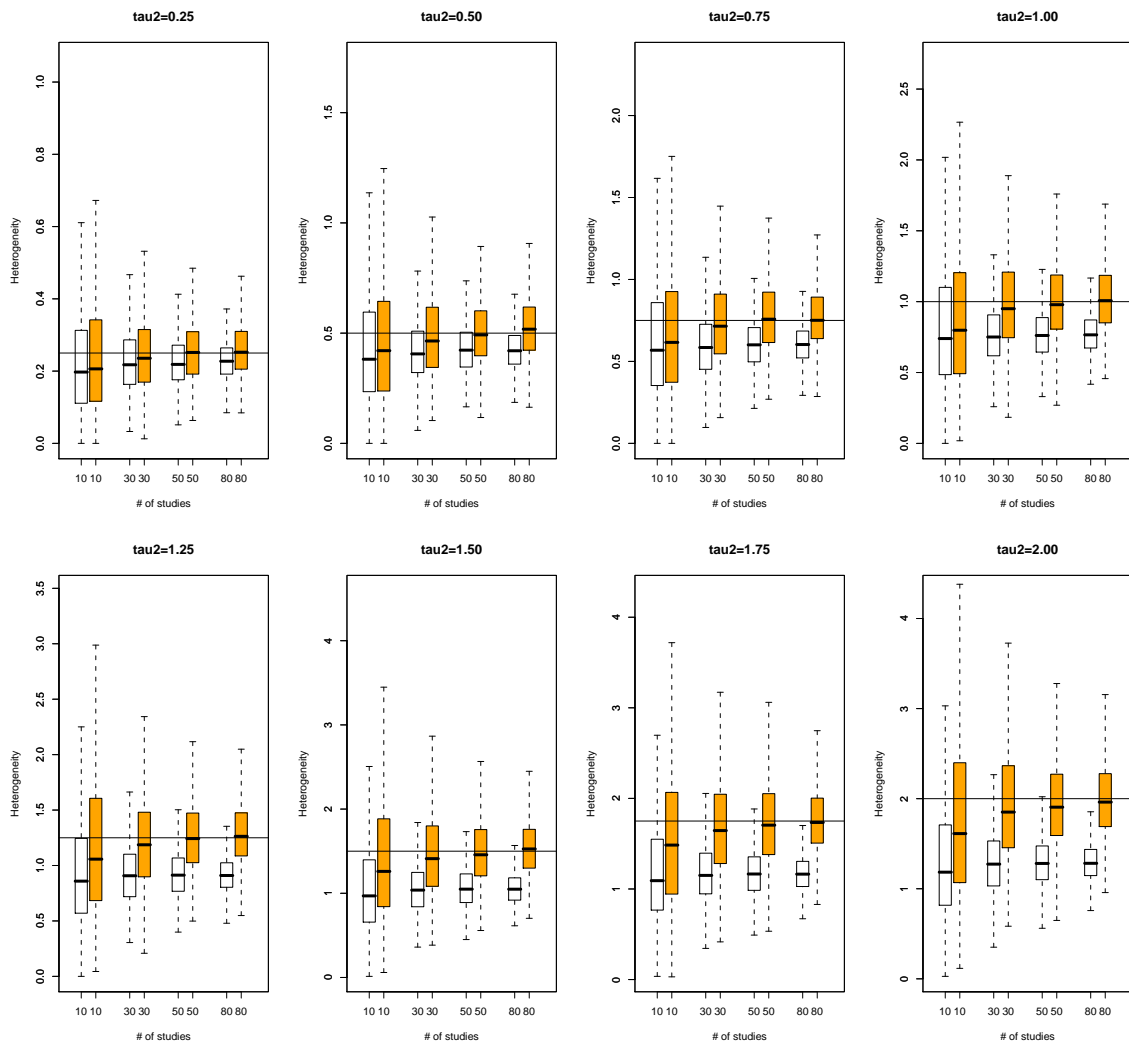 tau2=0.25
Heterogeneity
0.0 0.2 0.4 0.6 0.8 1.0
10 10 30 30 50 50 80 80
# of studies
tau2=0.50
Heterogeneity
0.0 0.5 1.0 1.5
10 10 30 30 50 50 80 80
# of studies
tau2=0.75
Heterogeneity
0.0 0.5 1.0 1.5 2.0
10 10 30 30 50 50 80 80
# of studies
tau2=1.00
Heterogeneity
0.0 0.5 1.0 1.5 2.0 2.5
10 10 30 30 50 50 80 80
# of studies
tau2=1.25
Heterogeneity
0.0 0.5 1.0 1.5 2.0 2.5 3.0 3.5
10 10 30 30 50 50 80 80
# of studies
tau2=1.50
Heterogeneity
0 1 2 3 4
10 10 30 30 50 50 80 80
# of studies
tau2=1.75
Heterogeneity
0 1 2 3 4
10 10 30 30 50 50 80 80
# of studies
tau2=2.00
Heterogeneity
0 1 2 3 4
10 10 30 30 50 50 80 80
# of studies